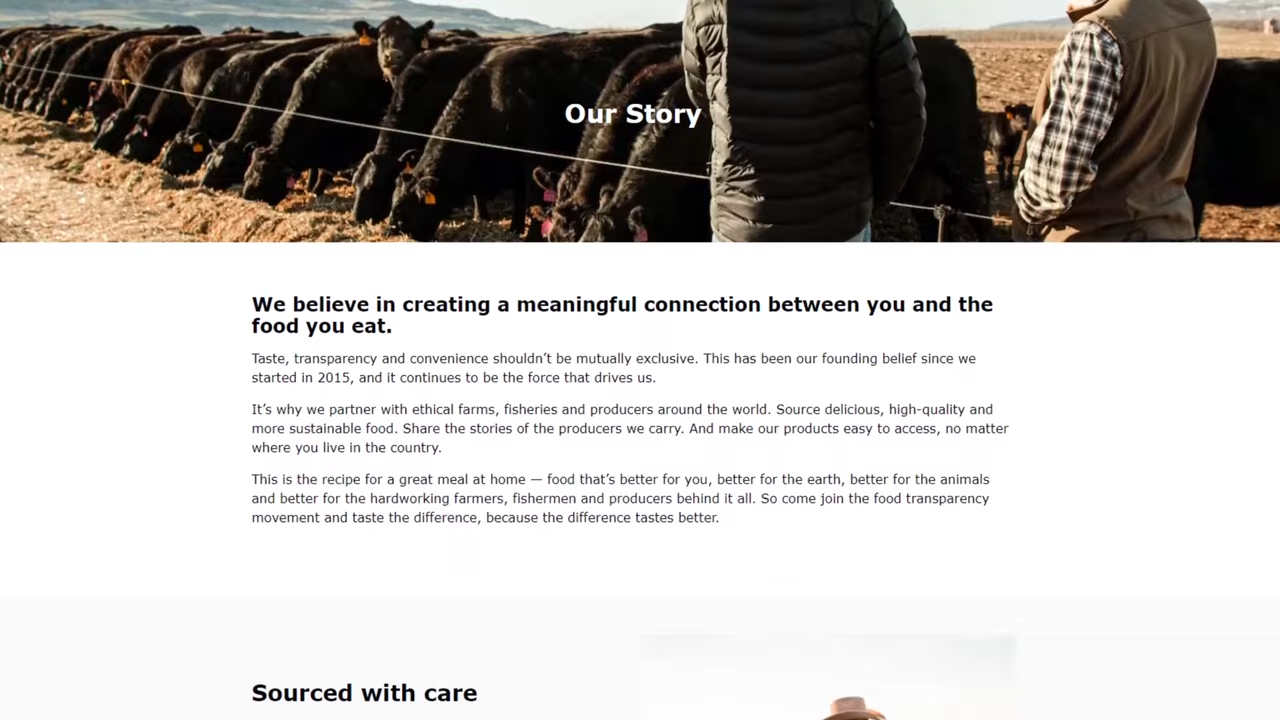 Our Story
We believe in creating a meaningful connection between you and the
food you eat.
Taste, transparency and convenience shouldn’t be mutually exclusive. This has been our founding belief since we
started in 2015, and it continues to be the force that drives us.
It’s why we partner with ethical farms, fisheries and producers around the world. Source delicious, high-quality and
more sustainable food. Share the stories of the producers we carry. And make our products easy to access, no matter
where you live in the country.
This is the recipe for a great meal at home — food that’s better for you, better for the earth, better for the animals
and better for the hardworking farmers, fishermen and producers behind it all. So come join the food transparency
movement and taste the difference, because the difference tastes better.
Sourced with care